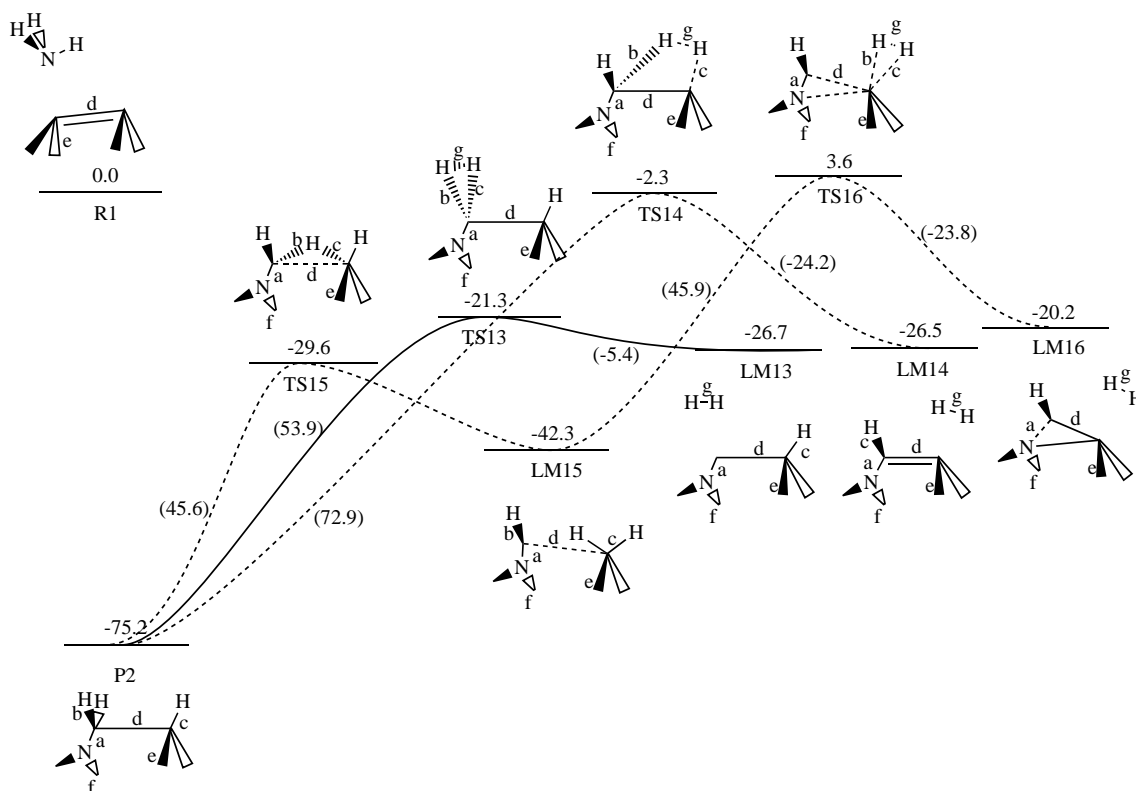 H
H
N
H
d
e
0.0
R1
H
b
H
c
H
a
d
N
e
f
-29.6
TS15
g
H
H
b
c
d
H
a
N
e
f
-21.3
TS13
H
g
H
b
H
c
a
d
N
e
f
-2.3
TS14
H
H
g
H
b
c
a
d
N
e
f
3.6
TS16
(-23.8)
(45.9)
(-24.2)
-20.2
LM16
-26.7
LM13
-26.5
LM14
(-5.4)
(53.9)
(45.6)
(72.9)
-42.3
LM15
g
H
H
H
d
c
a
N
e
f
g
H
H
H
c
a
d
N
e
f
g
H
H
H
a
d
N
e
f
H
b
d
H
H
c
a
N
e
f
-75.2
P2
H
H
b
d
H
c
a
N
e
f